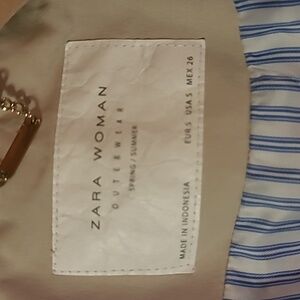 ZARA WOMAN
OUTERWEAR
SPRING / SUMMER
MADE IN INDONESIA
EUR S USA S MEX 26